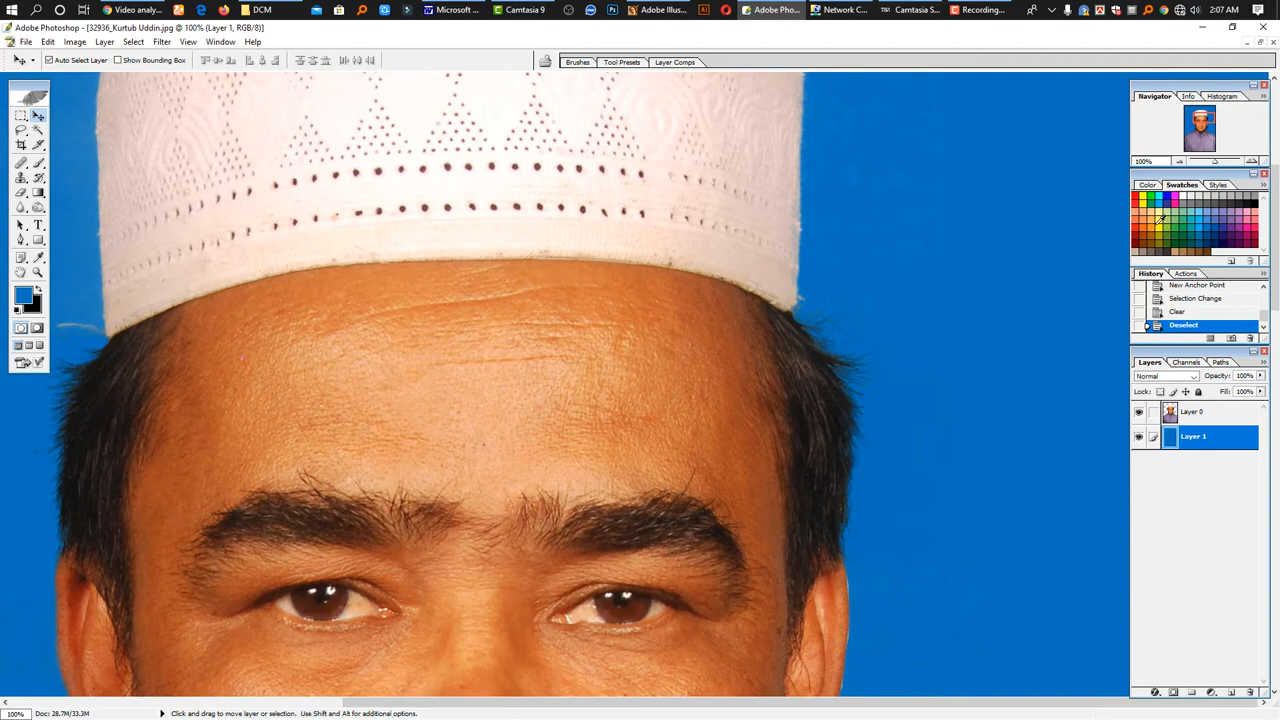 DCM
Video analy...
Microsoft ...
Camtasia 9
Adobe Illus...
Adobe Pho...
Network C...
Camtasia S...
Recording...
2:07 AM
Adobe Photoshop - [32936_Kurtub Uddin.jpg @ 100% (Layer 1, RGB/8)]
File Edit Image Layer Select Filter View Window Help
Auto Select Layer Show Bounding Box Brushes Tool Presets Layer Comps
Navigator Info Histogram
100%
Color Swatches Styles
History Actions
New Anchor Point
Selection Change
Clear
Deselect
Layers Channels Paths
Normal Opacity: 100%
Lock: Fill: 100%
Layer 0
Layer 1
100% Doc: 28.7M/33.3M Click and drag to move layer or selection. Use Shift and Alt for additional options.